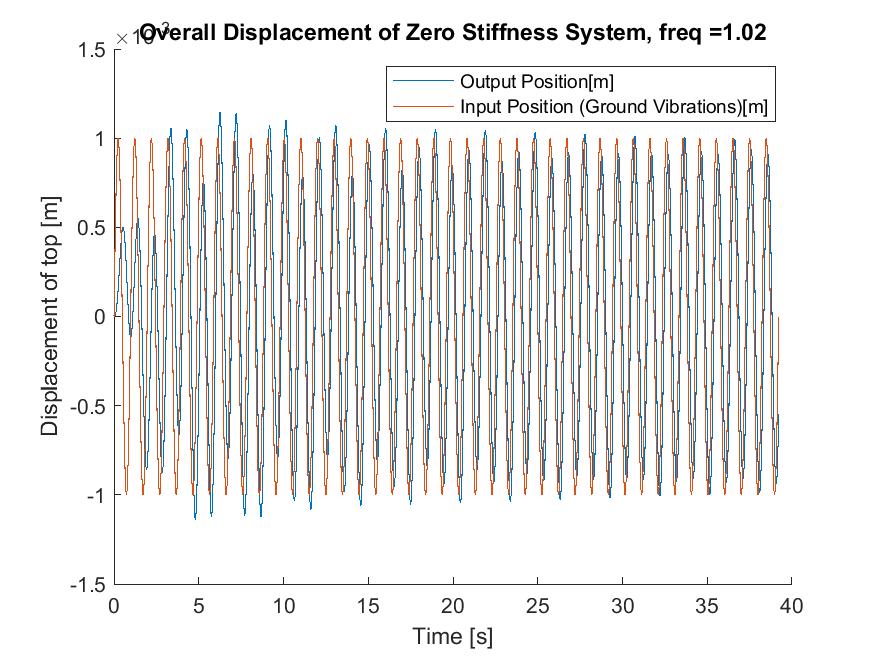 ×10-3
Overall Displacement of Zero Stiffness System, freq =1.02
Output Position[m]
Input Position (Ground Vibrations)[m]
1.5
1
0.5
0
-0.5
-1
-1.5
Displacement of top [m]
0 5 10 15 20 25 30 35 40
Time [s]